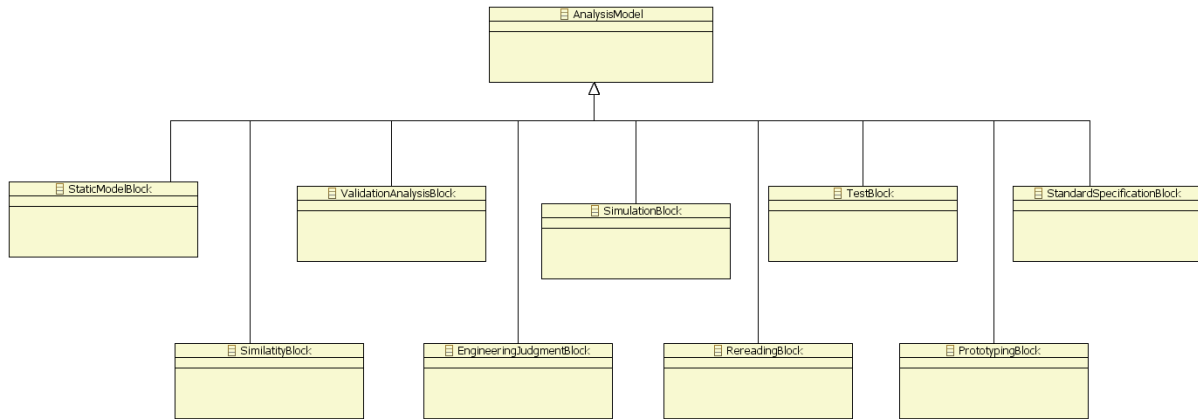 AnalysisModel
StaticModelBlock
ValidationAnalysisBlock
SimulationBlock
TestBlock
StandardSpecificationBlock
SimilatityBlock
EngineeringJudgmentBlock
RereadingBlock
PrototypingBlock